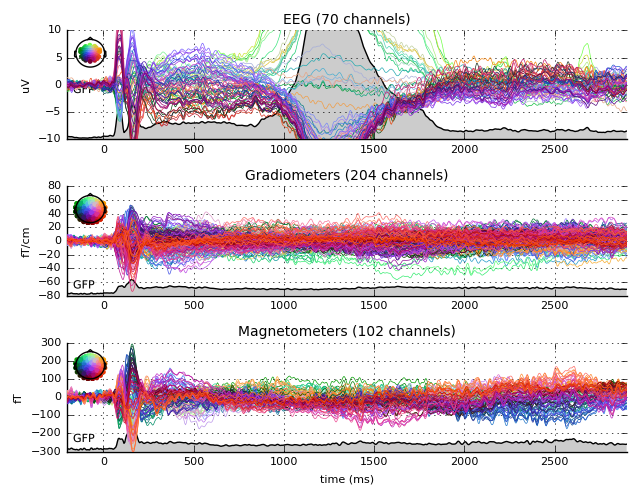 EEG (70 channels)
10
5
0
−5
−10
uV
GFP
0 500 1000 1500 2000 2500
Gradiometers (204 channels)
80
60
40
20
0
−20
−40
−60
−80
fT/cm
GFP
0 500 1000 1500 2000 2500
Magnetometers (102 channels)
300
200
100
0
−100
−200
−300
fT
GFP
0 500 1000 1500 2000 2500
time (ms)